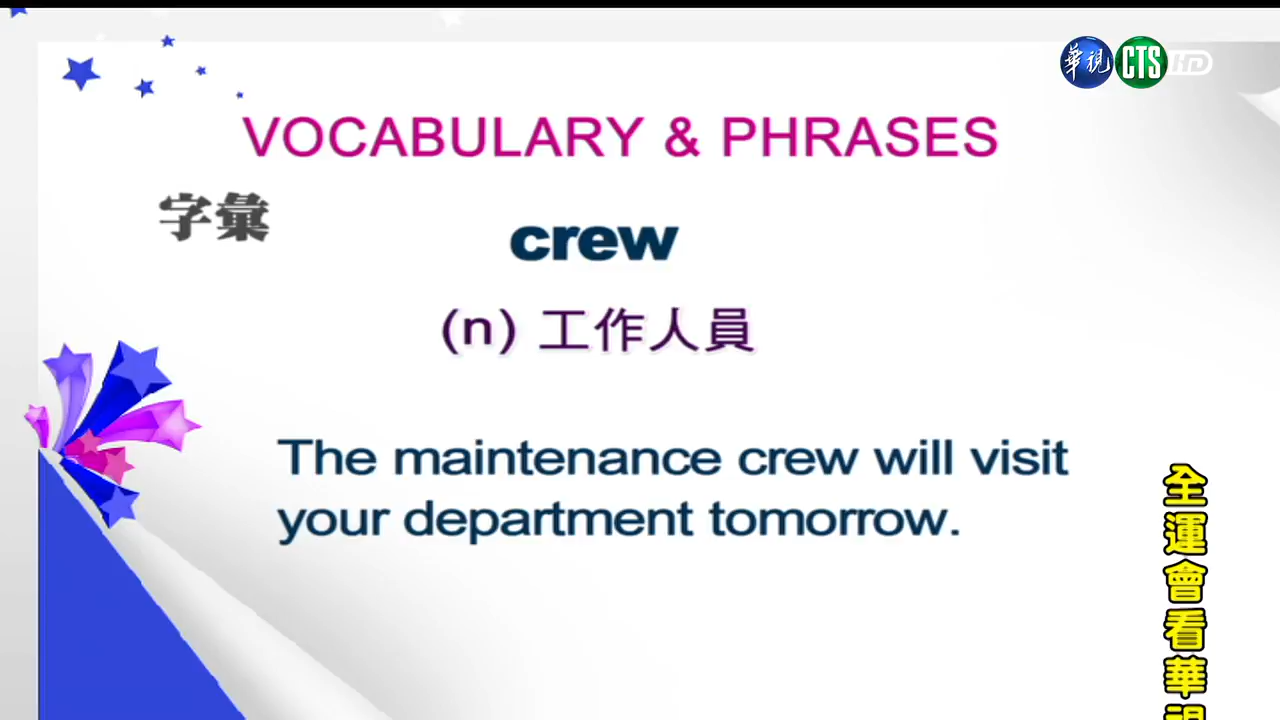 華視 CTS HD
VOCABULARY & PHRASES
字彙
crew
(n) 工作人員
The maintenance crew will visit
your department tomorrow.
全運會看華視